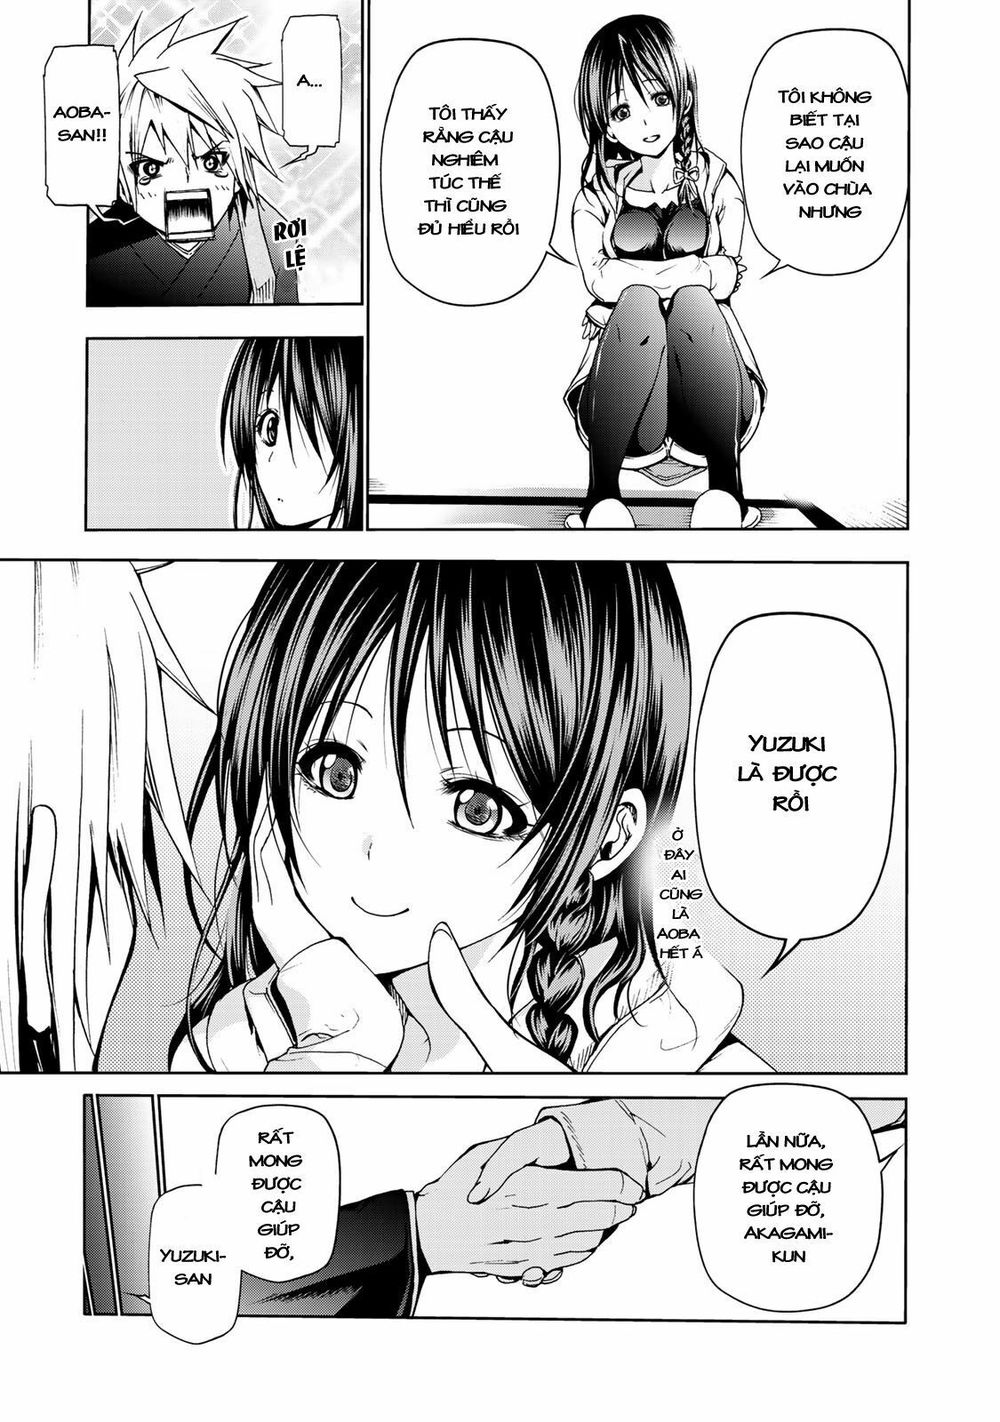 TÔI KHÔNG
BIẾT TẠI
SAO CẬU
LẠI MUỐN
VÀO CHÙA
NHƯNG
TÔI THẤY
RẰNG CẬU
NGHIÊM
TÚC THẾ
THÌ CŨNG
ĐỦ HIỂU RỒI
A...
AOBA-
SAN!!
RƠI
LỆ
YUZUKI
LÀ ĐƯỢC
RỒI
Ở
ĐÂY
AI
CŨNG
LÀ
AOBA
HẾT Á
LẦN NỮA,
RẤT MONG
ĐƯỢC CẬU
GIÚP ĐỠ,
AKAGAMI-
KUN
RẤT
MONG
ĐƯỢC
CẬU
GIÚP
ĐỠ,
YUZUKI-
SAN